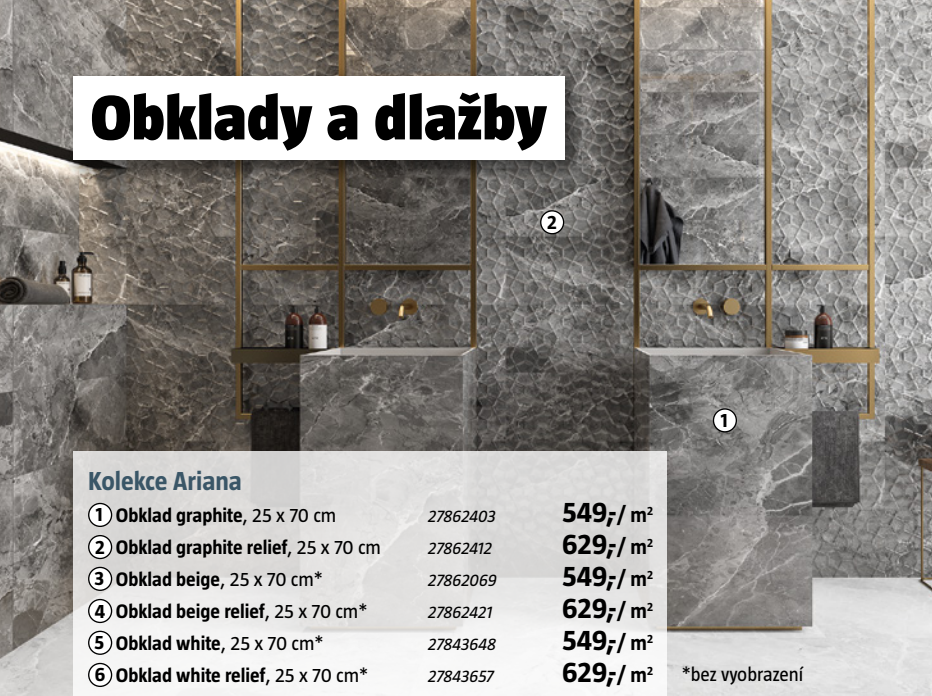 Obklady a dlažby
2
1
Kolekce Ariana
1 Obklad graphite, 25 x 70 cm 27862403 549,-/ m²
2 Obklad graphite relief, 25 x 70 cm 27862412 629,-/ m²
3 Obklad beige, 25 x 70 cm* 27862069 549,-/ m²
4 Obklad beige relief, 25 x 70 cm* 27862421 629,-/ m²
5 Obklad white, 25 x 70 cm* 27843648 549,-/ m²
6 Obklad white relief, 25 x 70 cm* 27843657 629,-/ m² *bez vyobrazení